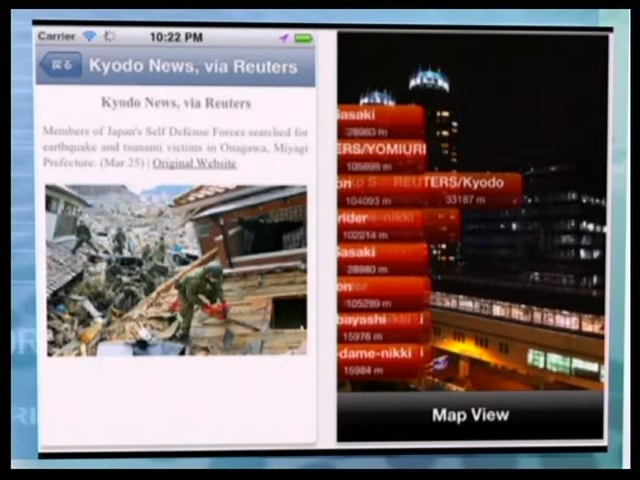 Carrier
10:22 PM
戻る
Kyodo News, via Reuters
Kyodo News, via Reuters
Members of Japan's Self Defense Forces searched for
earthquake and tsunami victims in Onagawa, Miyagi
Prefecture. (Mar 25) | Original Website
Sasaki
28963 m
ERS/YOMIURI
105698 m
REUTERS/Kyodo
104093 m
33187 m
rider
102214 m
Sasaki
28980 m
105299 m
bayashi
15976 m
-dame-nikki
15984 m
Map View